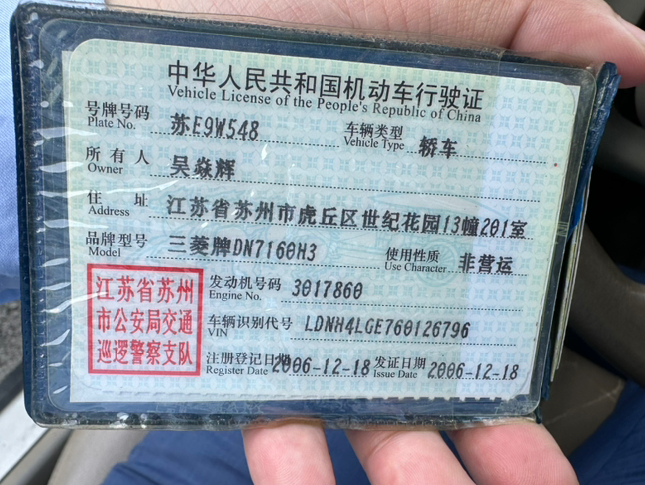 中华人民共和国机动车行驶证
Vehicle License of the People's Republic of China
号牌号码 苏E9W548 车辆类型 轿车
Plate No. Vehicle Type
所有人 吴焱辉
Owner
住址 江苏省苏州市虎丘区世纪花园13幢201室
Address
品牌型号 三菱牌DN7160H3 使用性质 非营运
Model Use Character
江苏省苏州
市公安局交通
巡逻警察支队
发动机号码 3017860
Engine No.
车辆识别代号 LDNH4LGE760126796
VIN
注册登记日期 2006-12-18 发证日期 2006-12-18
Register Date Issue Date